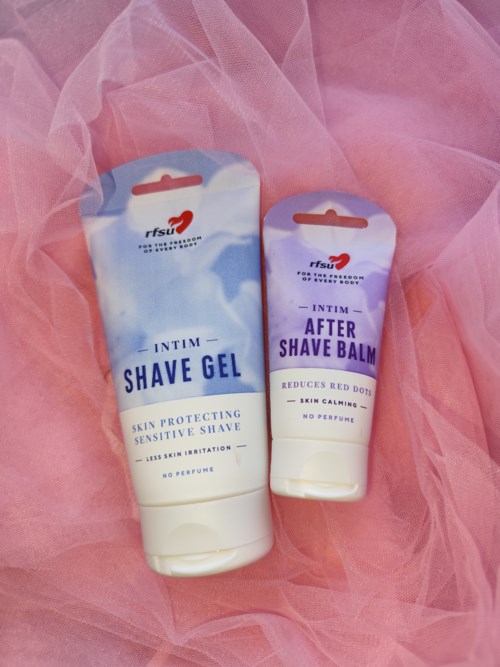 rfsu
FOR THE FREEDOM
OF EVERY BODY
INTIM
SHAVE GEL
SKIN PROTECTING
SENSITIVE SHAVE
LESS SKIN IRRITATION
NO PERFUME
rfsu
FOR THE FREEDOM
OF EVERY BODY
INTIM
AFTER
SHAVE BALM
REDUCES RED DOTS
SKIN CALMING
NO PERFUME